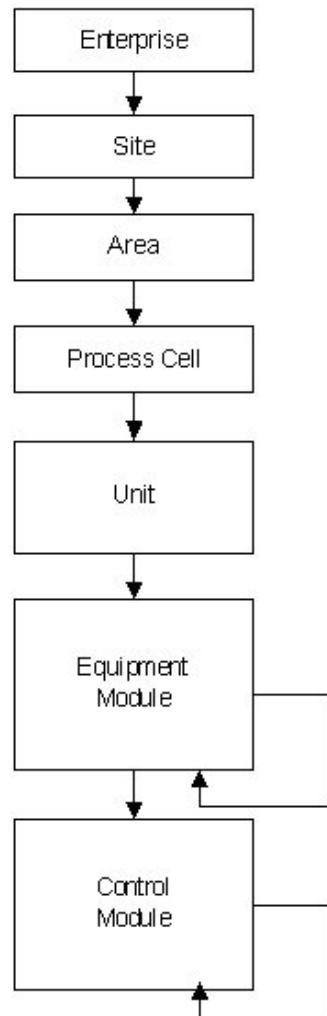 Enterprise
Site
Area
Process Cell
Unit
Equipment
Module
Control
Module